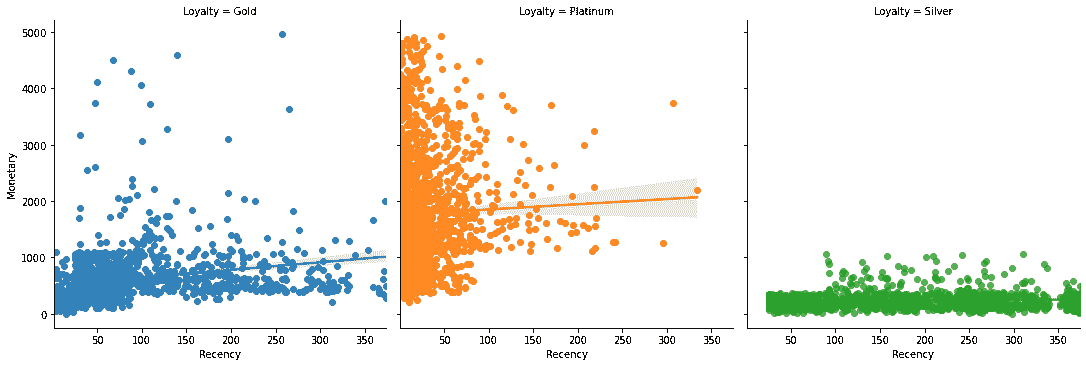 Loyalty = Gold
Loyalty = Platinum
Loyalty = Silver
5000
4000
3000
2000
1000
0
Monetary
50 100 150 200 250 300 350
50 100 150 200 250 300 350
50 100 150 200 250 300 350
Recency
Recency
Recency